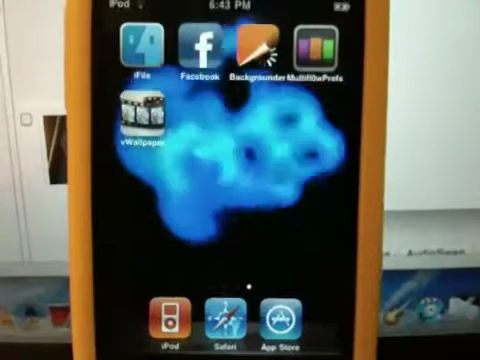 iPod 6:43 PM
iFile Facebook Backgrounder MultiflowPrefs
vWallpaper
iPod Safari App Store